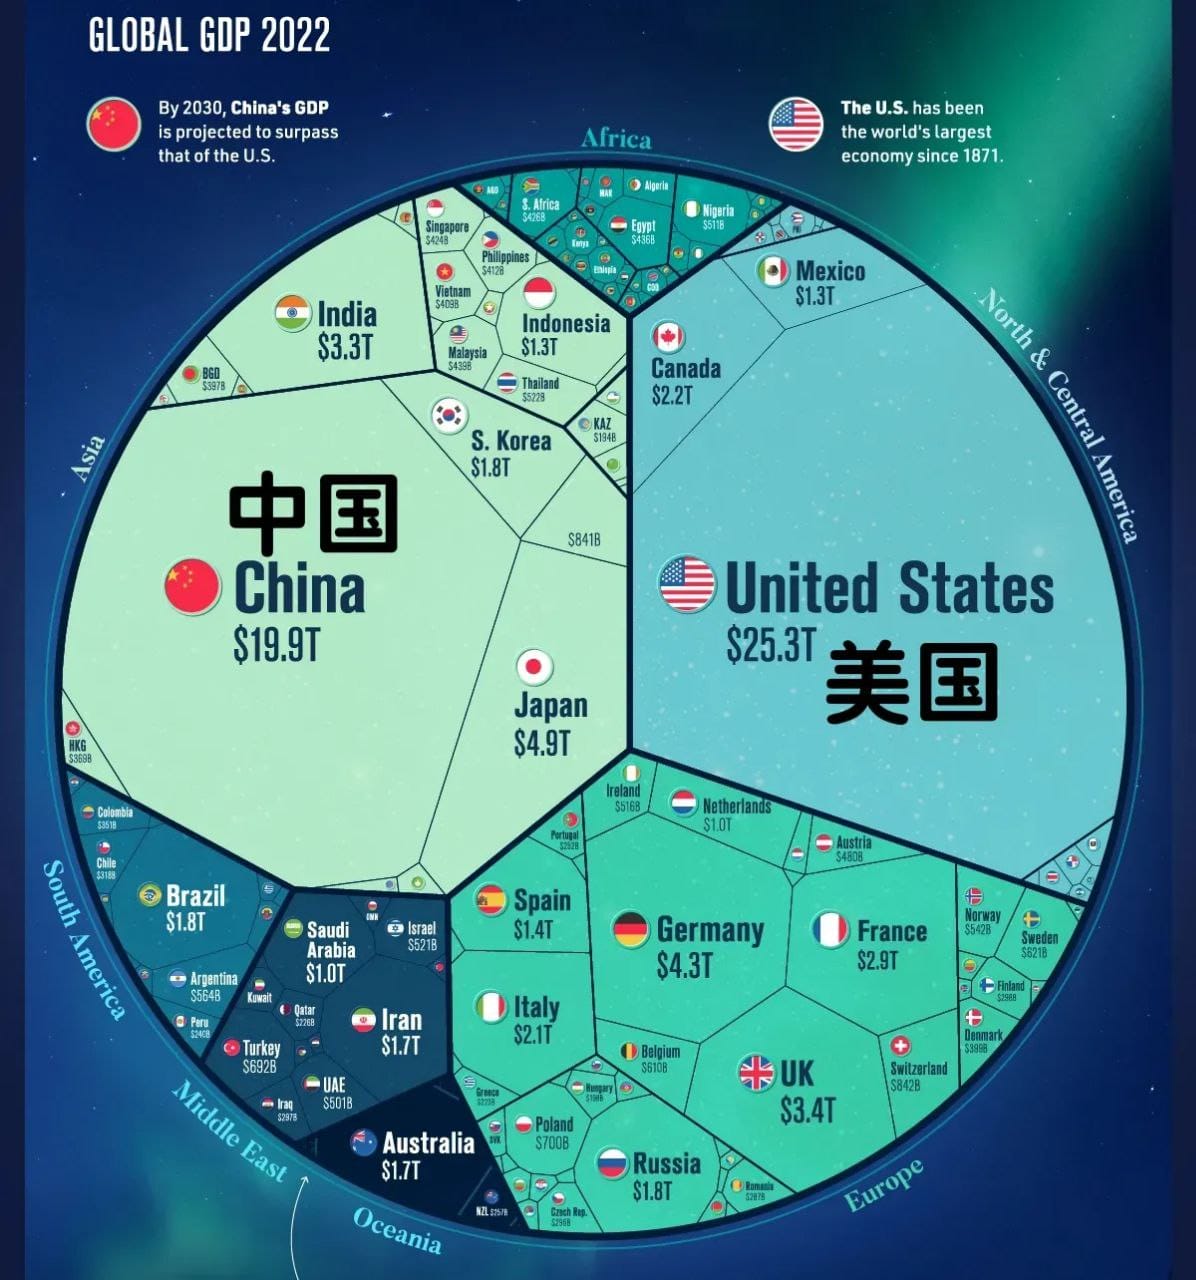 GLOBAL GDP 2022
By 2030, China's GDP
is projected to surpass
that of the U.S.
The U.S. has been
the world's largest
economy since 1871.
Africa
AGO
S. Africa
$426B
MAR
Algeria
Egypt
$436B
Nigeria
$511B
Kenya
Ethiopia
COD
Singapore
$424B
Philippines
$412B
Vietnam
$409B
Indonesia
$1.3T
Malaysia
$439B
Thailand
$522B
India
$3.3T
BGD
$397B
KAZ
$194B
S. Korea
$1.8T
$841B
Asia
中国
China
$19.9T
Japan
$4.9T
HKG
$369B
Mexico
$1.3T
Canada
$2.2T
North & Central America
United States
$25.3T
美国
Colombia
$351B
Chile
$318B
Brazil
$1.8T
Argentina
$564B
Peru
$240B
South America
OMN
Saudi
Arabia
$1.0T
Israel
$521B
Kuwait
Qatar
$226B
Iran
$1.7T
Turkey
$692B
UAE
$501B
Iraq
$297B
Middle East
Australia
$1.7T
NZL $257B
Oceania
Ireland
$516B
Netherlands
$1.0T
Portugal
$252B
Austria
$480B
Spain
$1.4T
Germany
$4.3T
France
$2.9T
Norway
$542B
Sweden
$621B
Finland
$298B
Denmark
$399B
Italy
$2.1T
Belgium
$610B
UK
$3.4T
Switzerland
$842B
Greece
$222B
Hungary
$198B
SVK
Poland
$700B
Russia
$1.8T
Romania
$287B
Czech Rep.
$296B
Europe